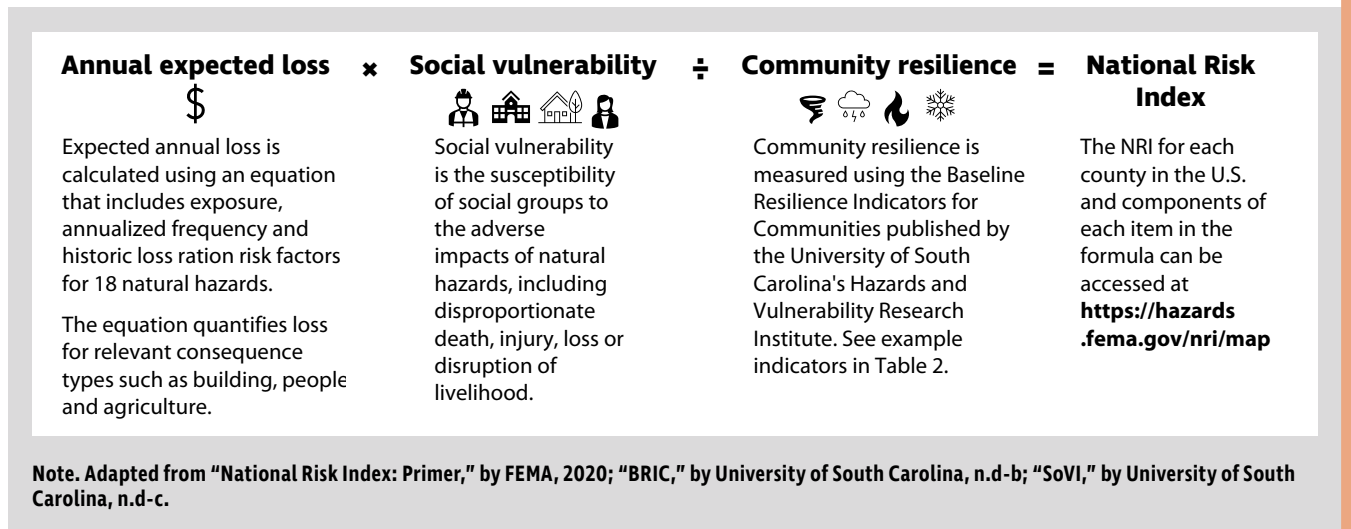 Annual expected loss × Social vulnerability ÷ Community resilience = National Risk
Index
$
Expected annual loss is
calculated using an equation
that includes exposure,
annualized frequency and
historic loss ration risk factors
for 18 natural hazards.
The equation quantifies loss
for relevant consequence
types such as building, people
and agriculture.
Social vulnerability
is the susceptibility
of social groups to
the adverse
impacts of natural
hazards, including
disproportionate
death, injury, loss or
disruption of
livelihood.
Community resilience is
measured using the Baseline
Resilience Indicators for
Communities published by
the University of South
Carolina's Hazards and
Vulnerability Research
Institute. See example
indicators in Table 2.
The NRI for each
county in the U.S.
and components of
each item in the
formula can be
accessed at
https://hazards
.fema.gov/nri/map
Note. Adapted from “National Risk Index: Primer,” by FEMA, 2020; “BRIC,” by University of South Carolina, n.d-b; “SoVI,” by University of South
Carolina, n.d-c.